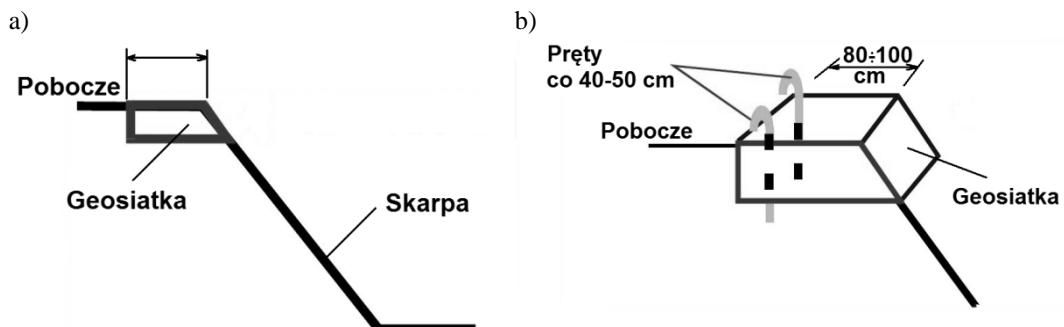 a)
Pobocze
Geosiatka
Skarpa
b)
Pręty
co 40-50 cm
80÷100
cm
Pobocze
Geosiatka